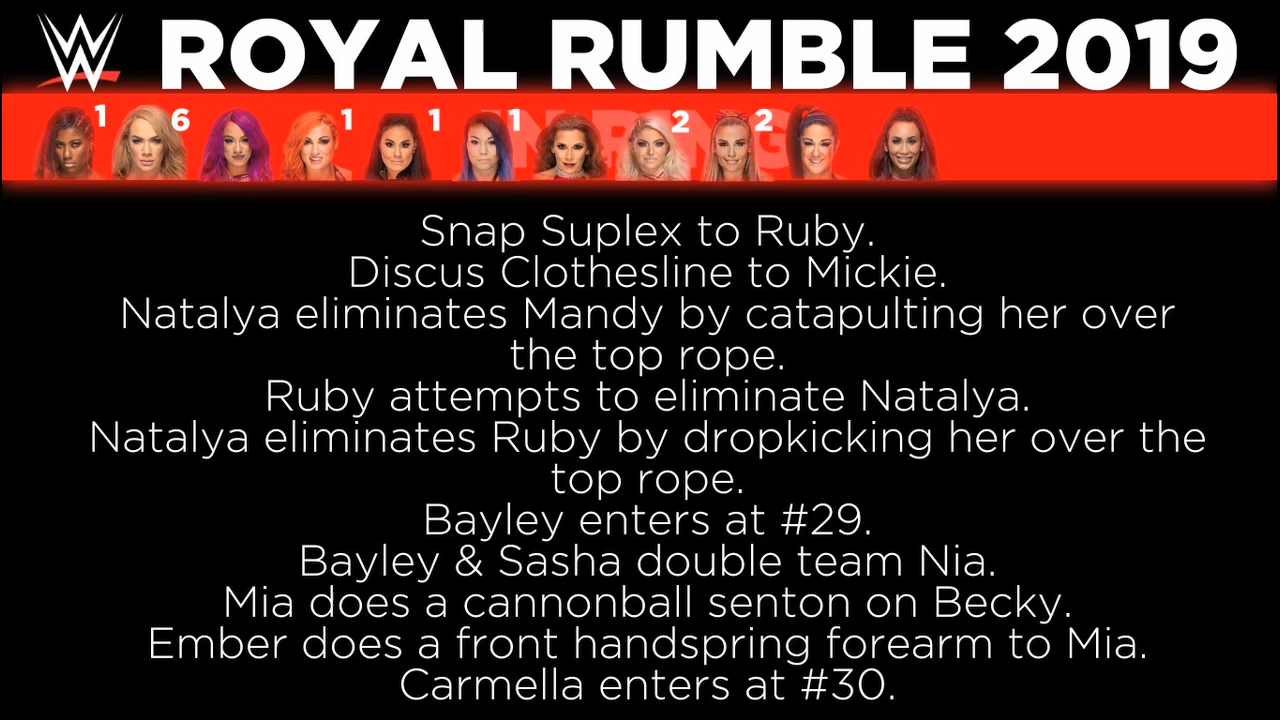 W ROYAL RUMBLE 2019
1 6 1 1 1 2 2
IN RING
Snap Suplex to Ruby.
Discus Clothesline to Mickie.
Natalya eliminates Mandy by catapulting her over
the top rope.
Ruby attempts to eliminate Natalya.
Natalya eliminates Ruby by dropkicking her over the
top rope.
Bayley enters at #29.
Bayley & Sasha double team Nia.
Mia does a cannonball senton on Becky.
Ember does a front handspring forearm to Mia.
Carmella enters at #30.